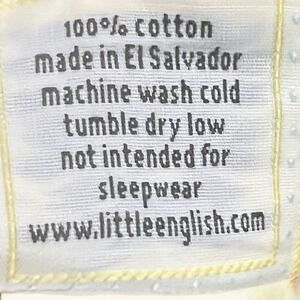 100% cotton
made in El Salvador
machine wash cold
tumble dry low
not intended for
sleepwear
www.littleenglish.com